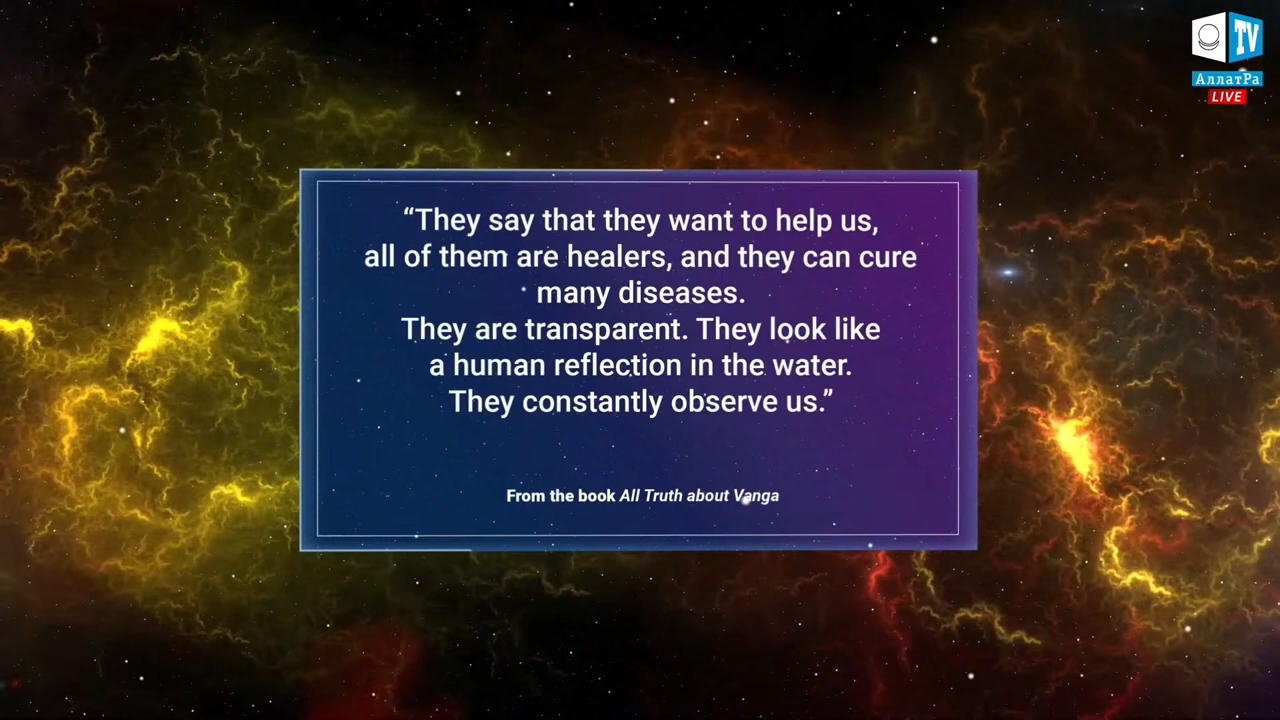 TV
АллатРа
LIVE
“They say that they want to help us,
all of them are healers, and they can cure
many diseases.
They are transparent. They look like
a human reflection in the water.
They constantly observe us.”
From the book All Truth about Vanga